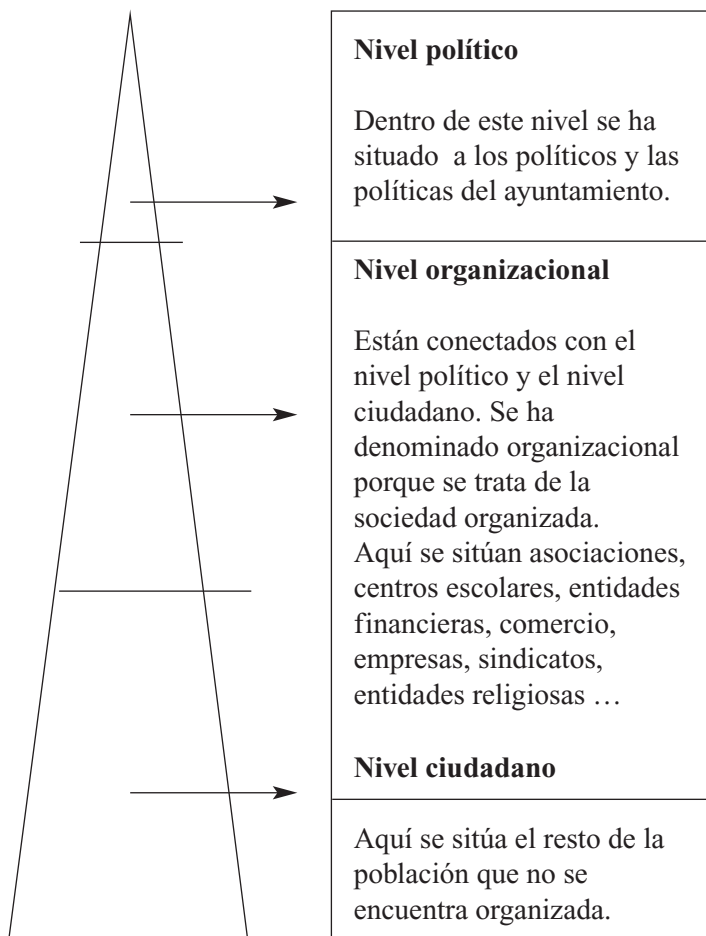 Nivel político
Dentro de este nivel se ha
situado a los políticos y las
políticas del ayuntamiento.
Nivel organizacional
Están conectados con el
nivel político y el nivel
ciudadano. Se ha
denominado organizacional
porque se trata de la
sociedad organizada.
Aquí se sitúan asociaciones,
centros escolares, entidades
financieras, comercio,
empresas, sindicatos,
entidades religiosas …
Nivel ciudadano
Aquí se sitúa el resto de la
población que no se
encuentra organizada.